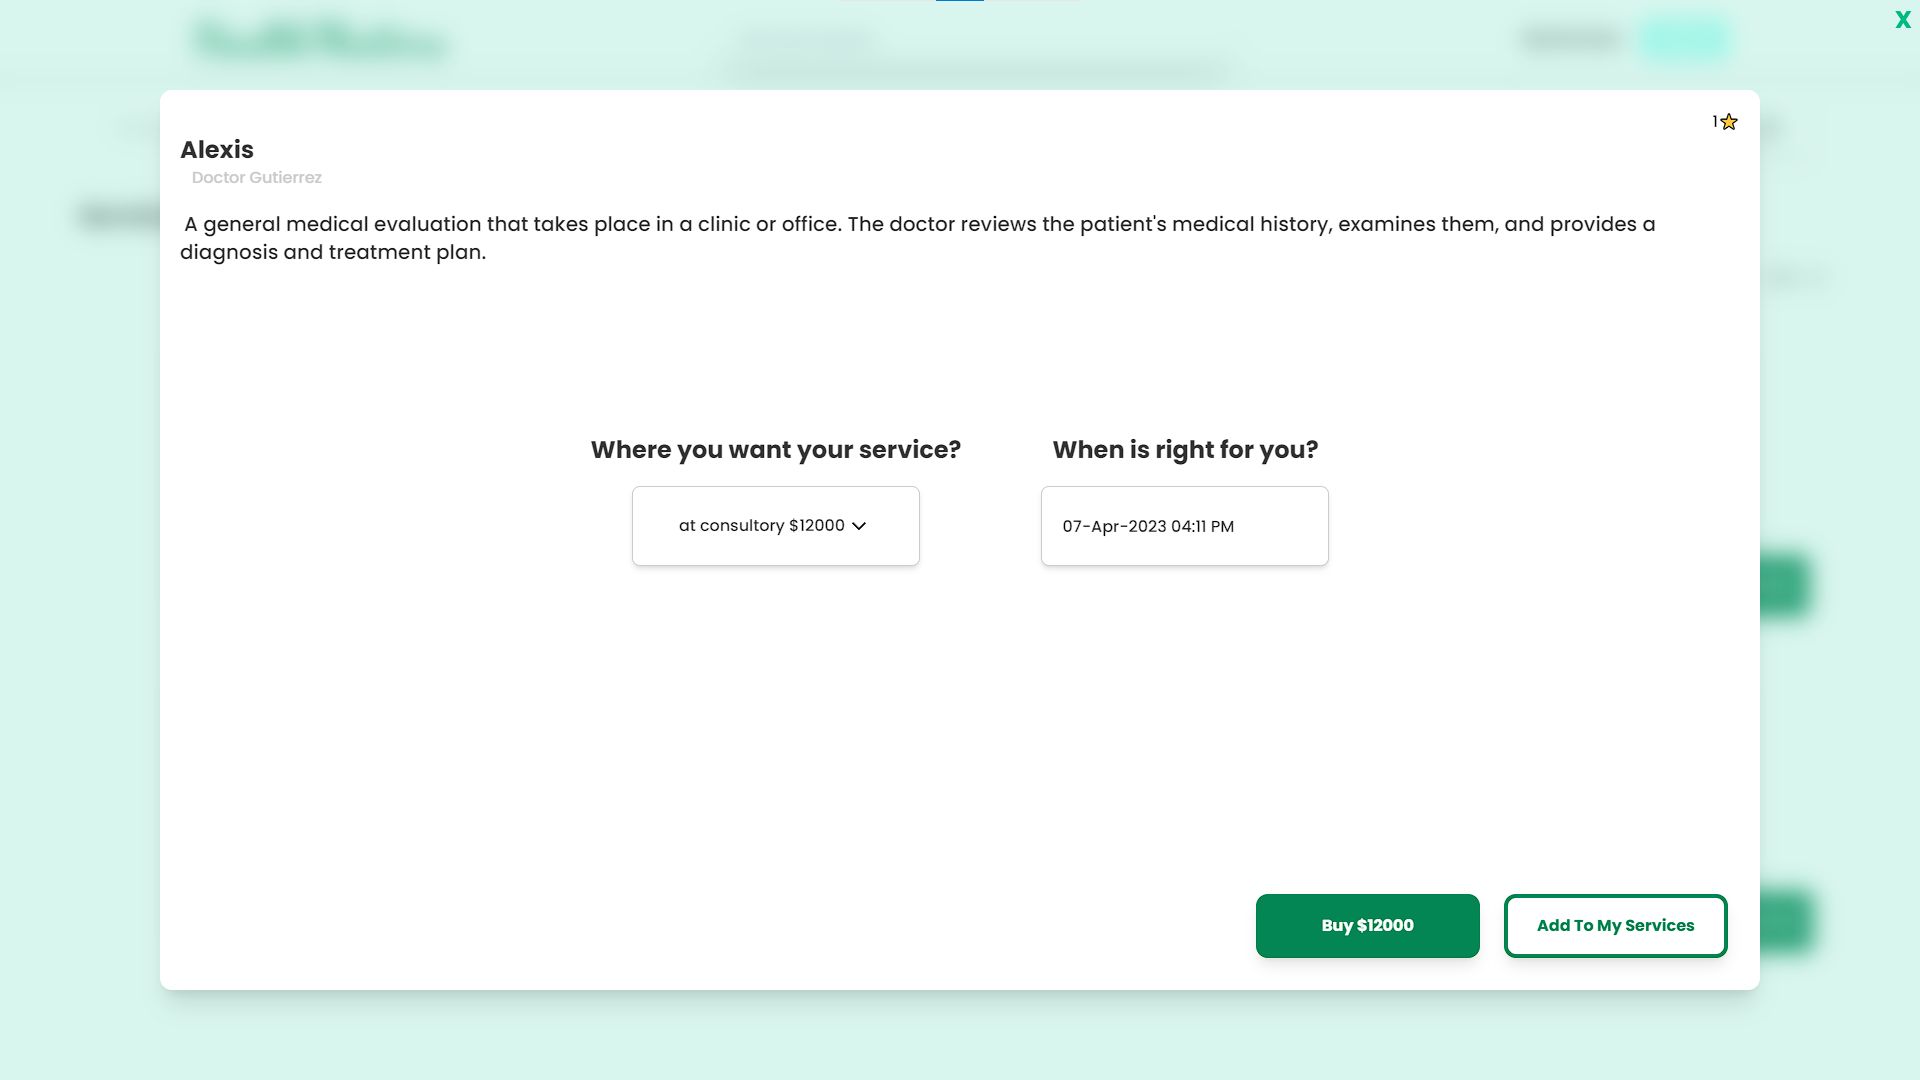 X
1
Alexis
Doctor Gutierrez
A general medical evaluation that takes place in a clinic or office. The doctor reviews the patient's medical history, examines them, and provides a
diagnosis and treatment plan.
Where you want your service?
When is right for you?
at consultory $12000
07-Apr-2023 04:11 PM
Buy $12000
Add To My Services